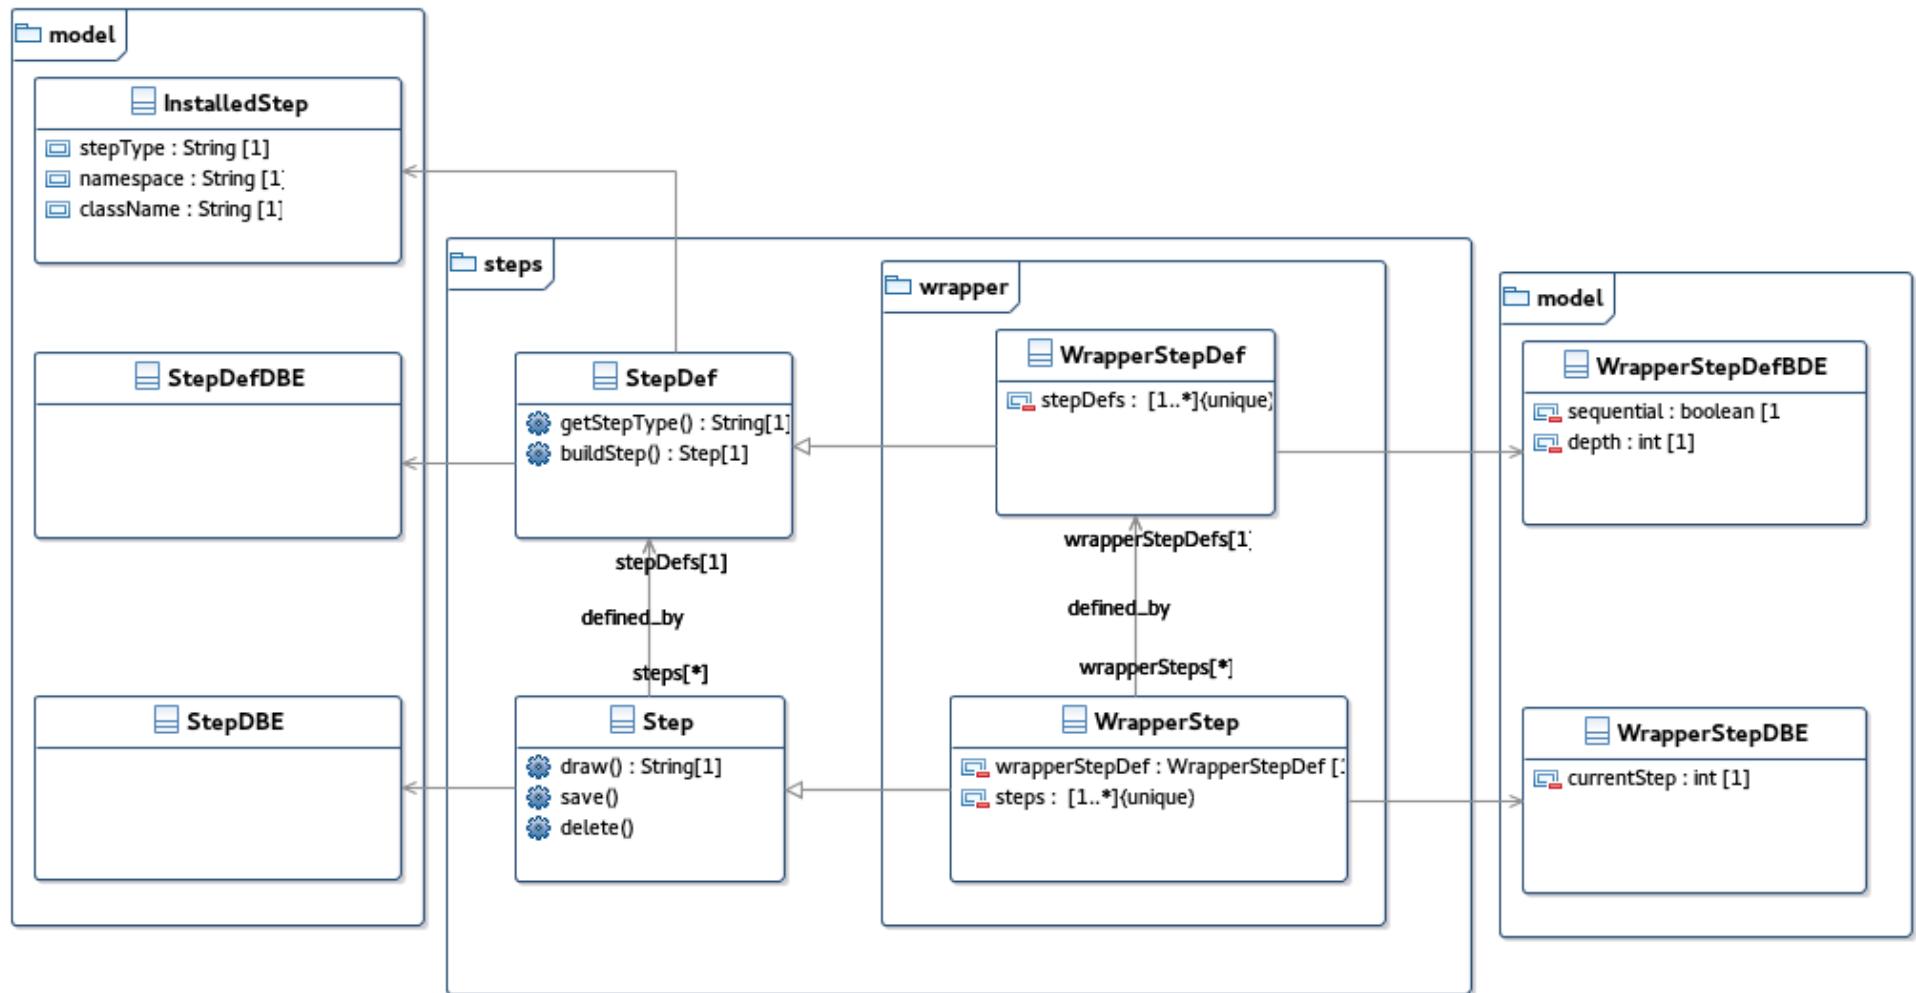 model
InstalledStep
stepType : String [1]
namespace : String [1]
className : String [1]
StepDefDBE
StepDBE
steps
StepDef
getStepType() : String[1]
buildStep() : Step[1]
stepDefs[1]
defined_by
steps[*]
Step
draw() : String[1]
save()
delete()
wrapper
WrapperStepDef
stepDefs : [1..*]{unique}
wrapperStepDefs[1]
defined_by
wrapperSteps[*]
WrapperStep
wrapperStepDef : WrapperStepDef [1
steps : [1..*]{unique}
model
WrapperStepDefBDE
sequential : boolean [1
depth : int [1]
WrapperStepDBE
currentStep : int [1]